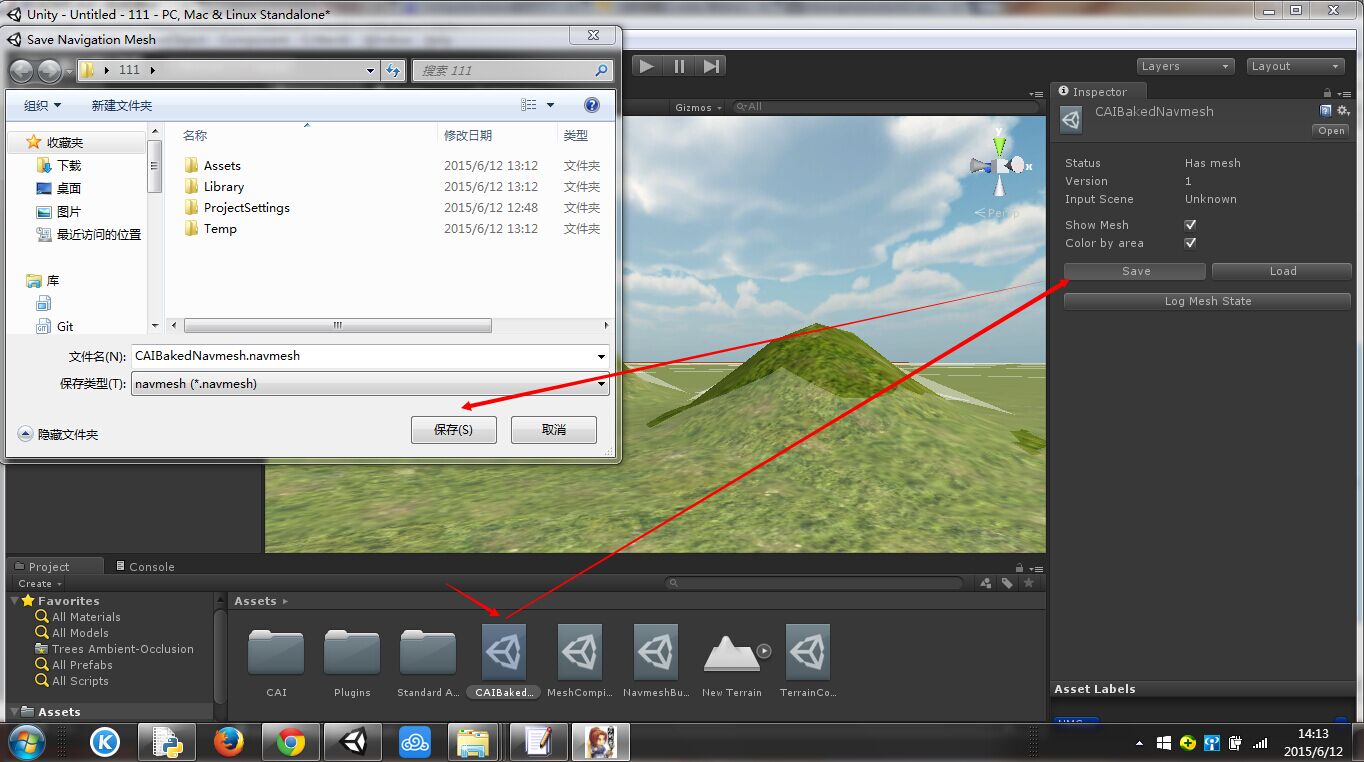 Unity - Untitled - 111 - PC, Mac & Linux Standalone*
Save Navigation Mesh
111
搜索 111
组织
新建文件夹
收藏夹
下载
桌面
图片
最近访问的位置
库
Git
名称 修改日期 类型
Assets 2015/6/12 13:12 文件夹
Library 2015/6/12 13:12 文件夹
ProjectSettings 2015/6/12 12:48 文件夹
Temp 2015/6/12 13:12 文件夹
文件名(N): CAIBakedNavmesh.navmesh
保存类型(T): navmesh (*.navmesh)
隐藏文件夹
保存(S)
取消
Layers
Layout
Gizmos
All
y
x
Persp
Inspector
CAIBakedNavmesh
Open
Status Has mesh
Version 1
Input Scene Unknown
Show Mesh
Color by area
Save Load
Log Mesh State
Asset Labels
Project
Console
Create
Favorites
All Materials
All Models
Trees Ambient-Occlusion
All Prefabs
All Scripts
Assets
Assets
CAI
Plugins
Standard A...
CAIBaked...
MeshCompi...
NavmeshBu...
New Terrain
TerrainCo...
14:13
2015/6/12